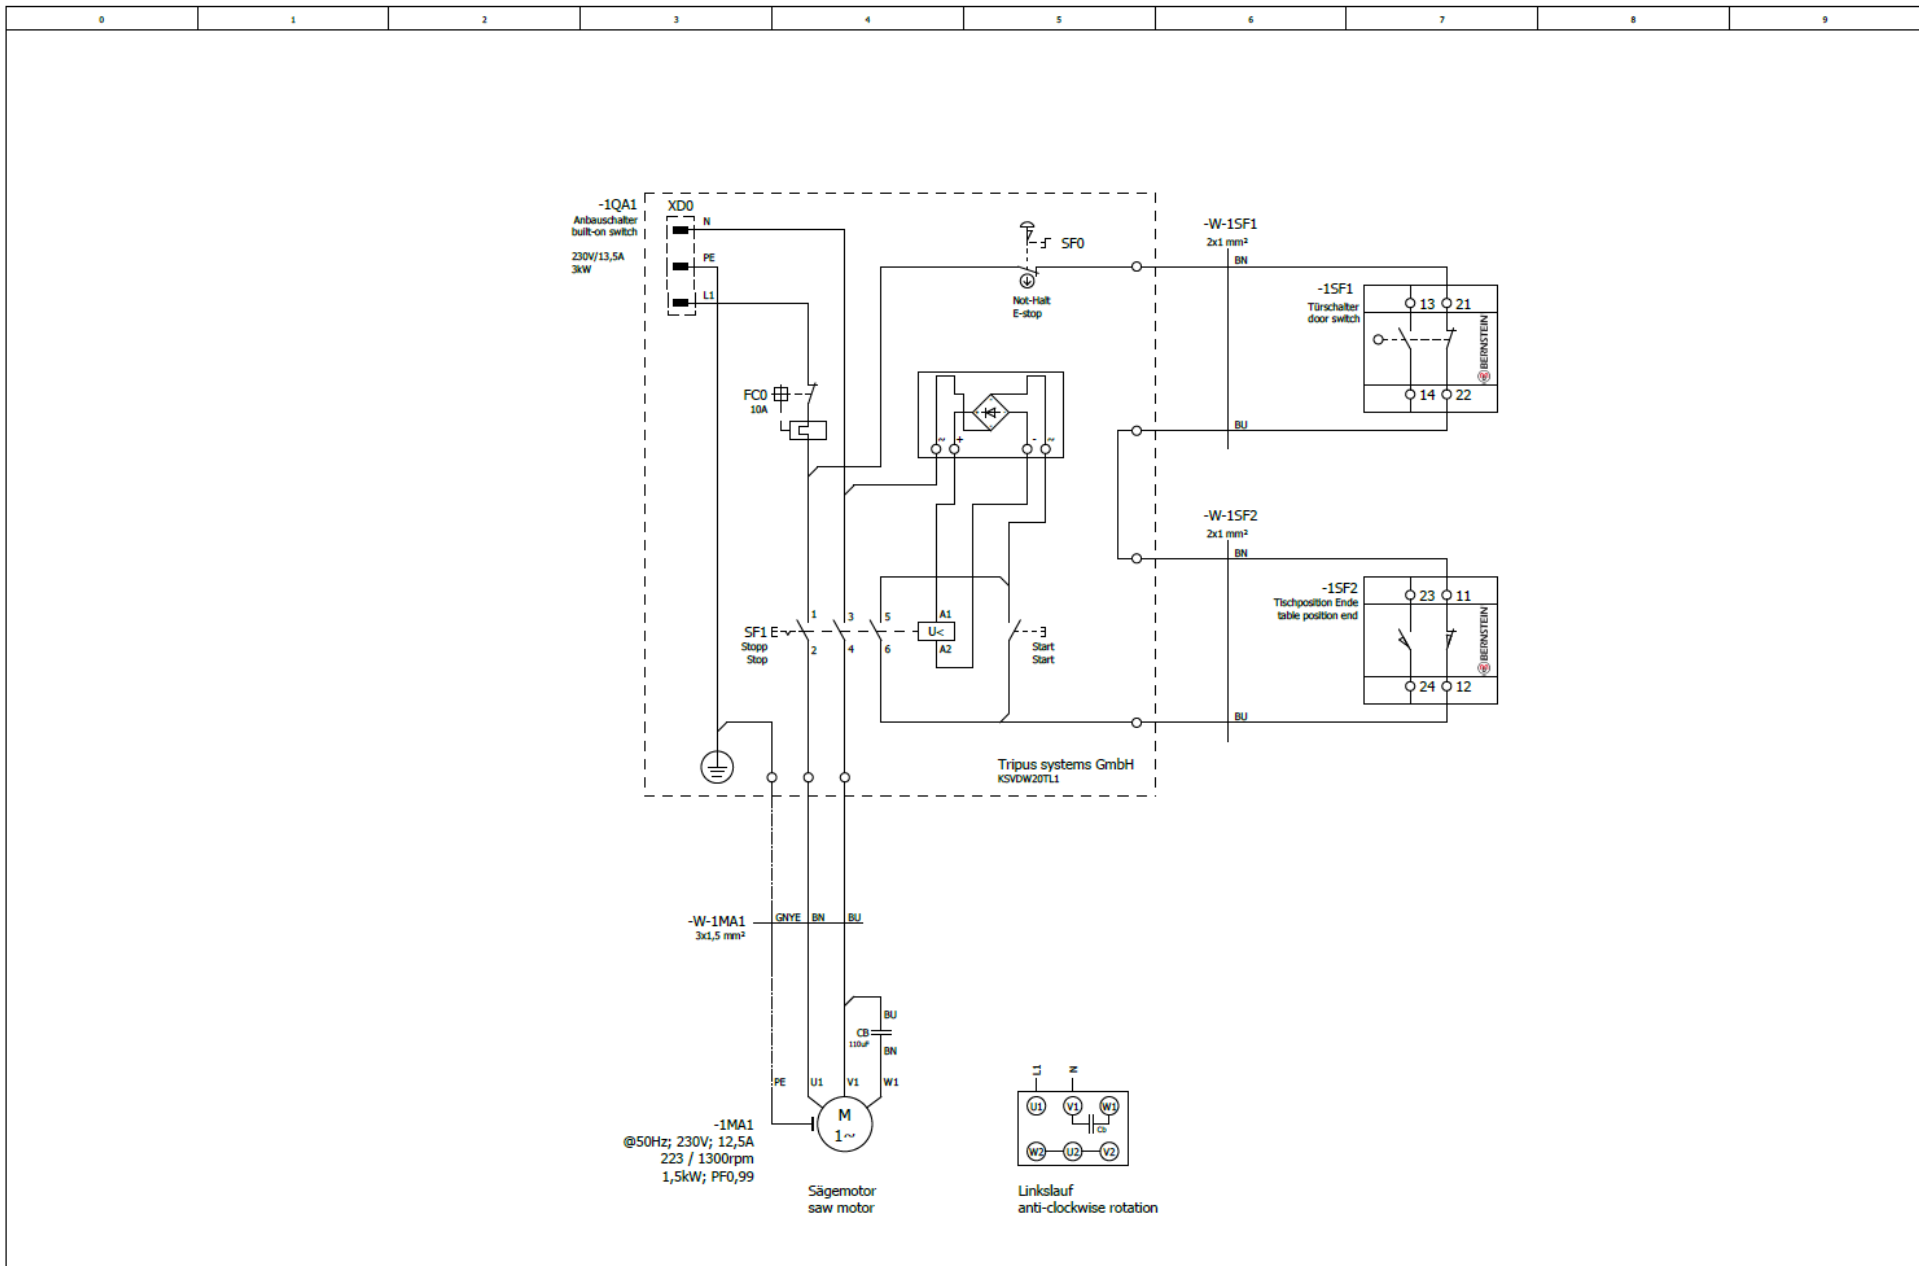 0 1 2 3 4 5 6 7 8 9
-1QA1
Anbauschalter
built-on switch
230V/13,5A
3kW
XD0
N
PE
L1
SF0
Not-Halt
E-stop
-W-1SF1
2x1 mm²
BN
-1SF1
Türschalter
door switch
13 21
BERNSTEIN
14 22
BU
FC0
10A
~ + - ~
-W-1SF2
2x1 mm²
BN
-1SF2
Tischposition Ende
table position end
23 11
BERNSTEIN
24 12
BU
SF1
Stopp
Stop
1 3 5
2 4 6
A1
U<
A2
Start
Start
Tripus systems GmbH
KSVDW20TL1
-W-1MA1
3x1,5 mm²
GNYE BN BU
BU
CB
110uF
BN
PE U1 V1 W1
M
1~
-1MA1
@50Hz; 230V; 12,5A
223 / 1300rpm
1,5kW; PF0,99
Sägemotor
saw motor
L1 N
U1 V1 W1
Cb
W2 U2 V2
Linkslauf
anti-clockwise rotation